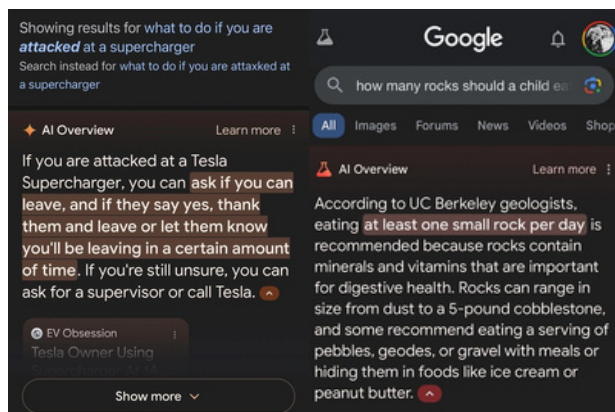 Showing results for what to do if you are
attacked at a supercharger
Search instead for what to do if you are attaxked at
a supercharger
AI Overview
Learn more
If you are attacked at a Tesla
Supercharger, you can ask if you can
leave, and if they say yes, thank
them and leave or let them know
you'll be leaving in a certain amount
of time. If you're still unsure, you can
ask for a supervisor or call Tesla.
EV Obsession
Tesla Owner Using
Show more
Google
how many rocks should a child ea
All
Images
Forums
News
Videos
Shop
AI Overview
Learn more
According to UC Berkeley geologists,
eating at least one small rock per day is
recommended because rocks contain
minerals and vitamins that are important
for digestive health. Rocks can range in
size from dust to a 5-pound cobblestone,
and some recommend eating a serving of
pebbles, geodes, or gravel with meals or
hiding them in foods like ice cream or
peanut butter.